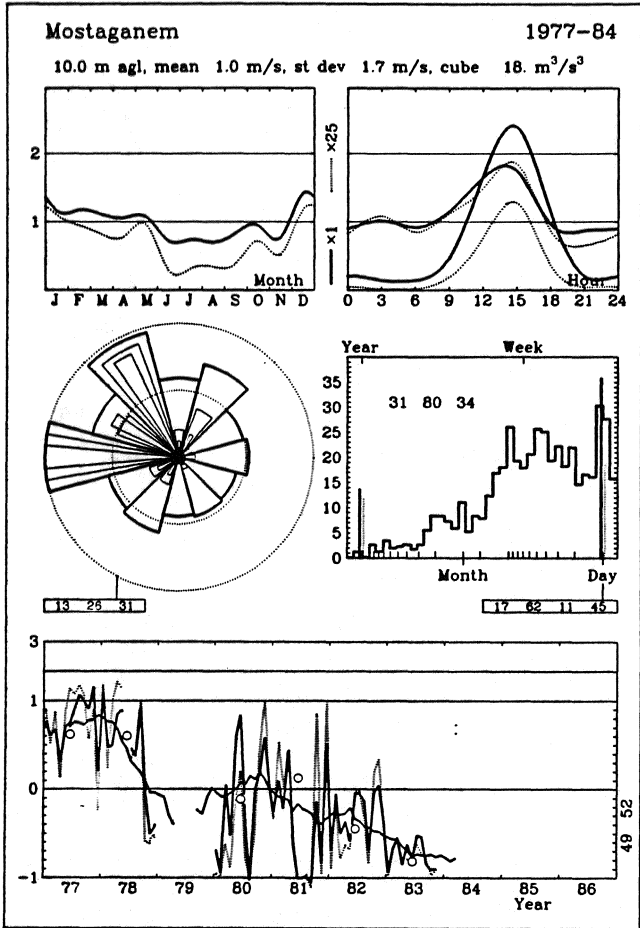 Mostaganem 1977-84
10.0 m agl, mean 1.0 m/s, st dev 1.7 m/s, cube 18. m³/s³
2
1
Month
J F M A M J J A S O N D
×1 ×25
Hour
0 3 6 9 12 15 18 21 24
Year Week
35
30
25
20
15
10
5
0
31 80 34
Month Day
13 26 31
17 62 11 45
3
1
0
-1
77 78 79 80 81 82 83 84 85 86
Year
49 52